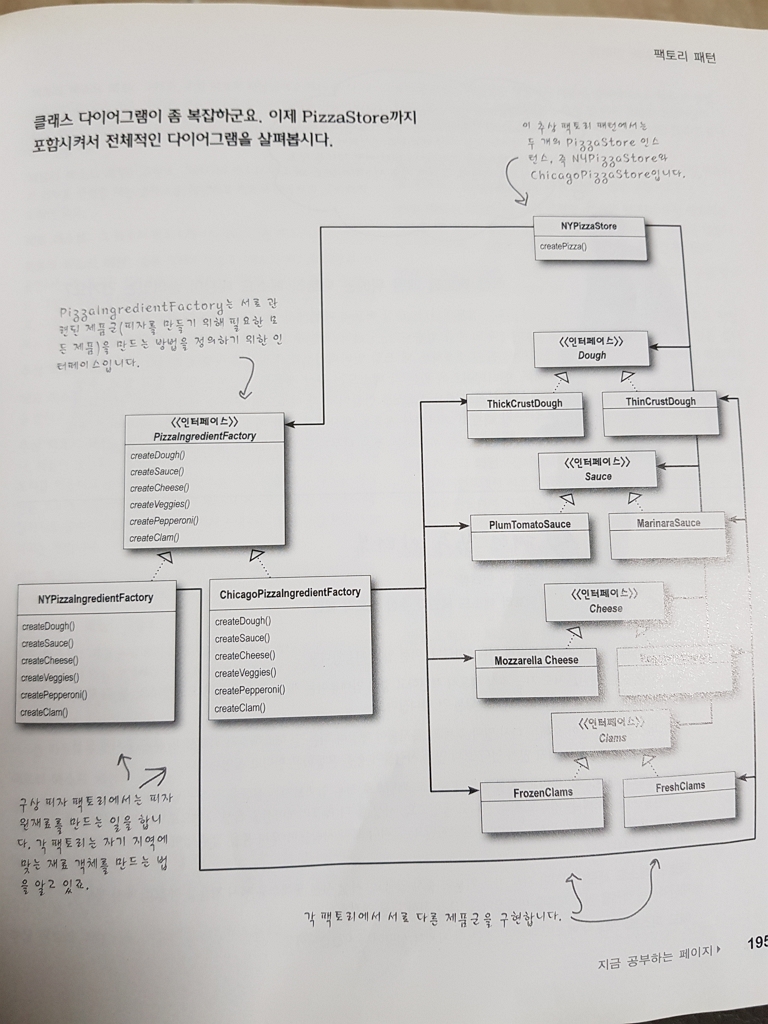 팩토리 패턴
클래스 다이어그램이 좀 복잡하군요. 이제 PizzaStore까지
포함시켜서 전체적인 다이어그램을 살펴봅시다.
이 추상 팩토리 패턴에서는
두 개의 PizzaStore 인스
턴스, 즉 NYPizzaStore와
ChicagoPizzaStore입니다.
NYPizzaStore
createPizza()
PizzaIngredientFactory는 서로 관
련된 제품군(피자를 만들기 위해 필요한 모
든 제품)을 만드는 방법을 정의하기 위한 인
터페이스입니다.
<<인터페이스>>
Dough
ThickCrustDough
ThinCrustDough
<<인터페이스>>
PizzaIngredientFactory
createDough()
createSauce()
createCheese()
createVeggies()
createPepperoni()
createClam()
<<인터페이스>>
Sauce
PlumTomatoSauce
MarinaraSauce
NYPizzaIngredientFactory
createDough()
createSauce()
createCheese()
createVeggies()
createPepperoni()
createClam()
ChicagoPizzaIngredientFactory
createDough()
createSauce()
createCheese()
createVeggies()
createPepperoni()
createClam()
<<인터페이스>>
Cheese
Mozzarella Cheese
<<인터페이스>>
Clams
FrozenClams
FreshClams
구상 피자 팩토리에서는 피자
원재료를 만드는 일을 합니
다. 각 팩토리는 자기 지역에
맞는 재료 객체를 만드는 법
을 알고 있죠.
각 팩토리에서 서로 다른 제품군을 구현합니다.
지금 공부하는 페이지
195